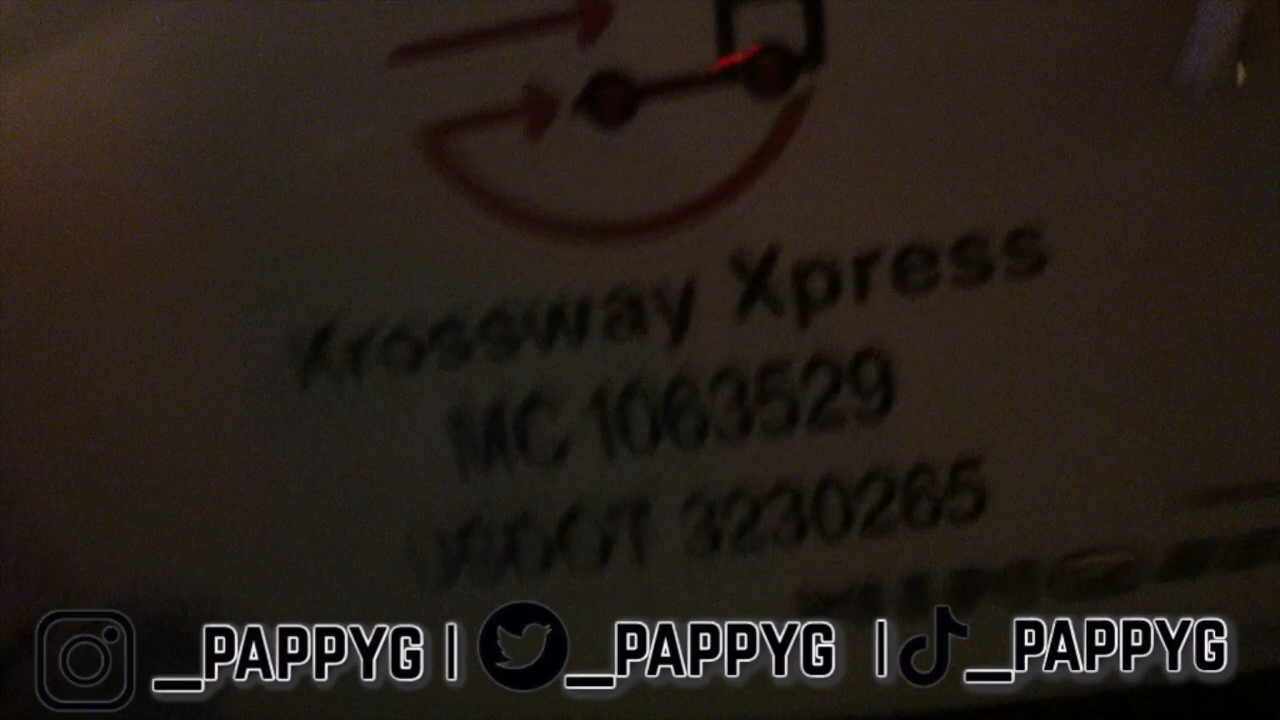 Krossway Xpress
MC 1063529
USDOT 3230265
_PAPPYG | _PAPPYG | _PAPPYG